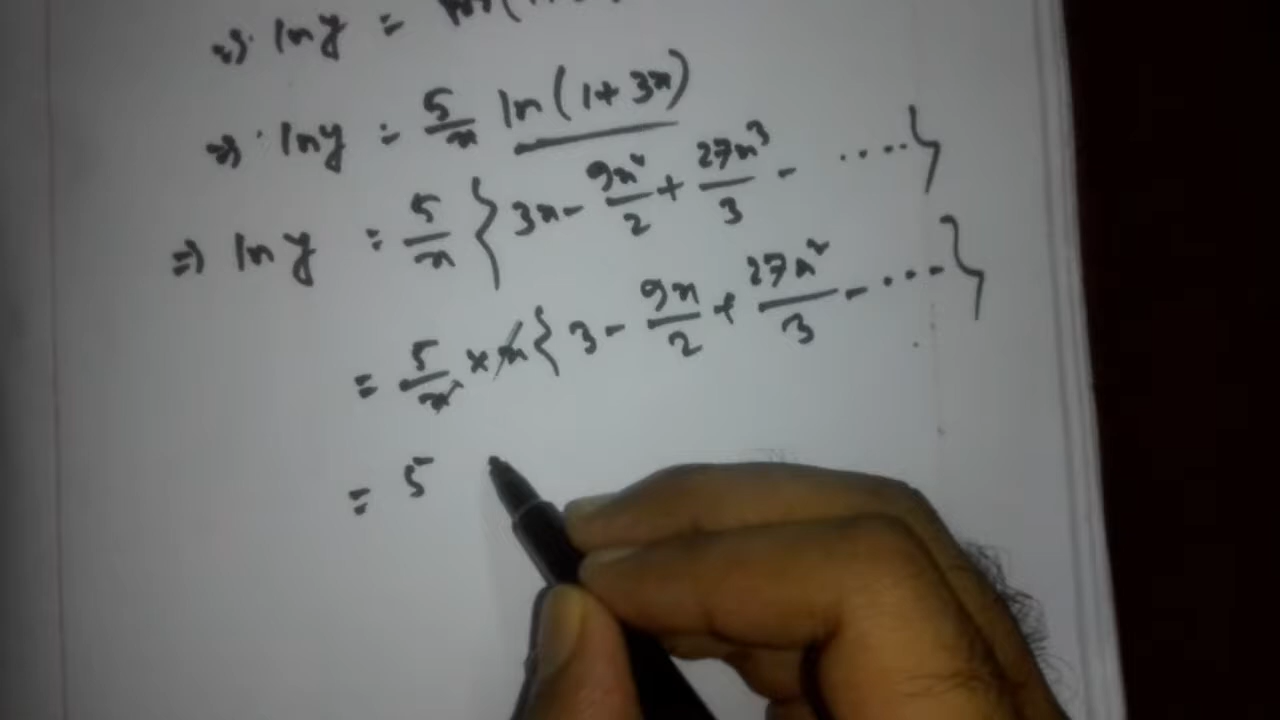 => ln y =
=> ln y = 5/x ln(1 + 3x)
=> ln y = 5/x { 3x - 9x²/2 + 27x³/3 - ..... }
= 5/x × x { 3 - 9x/2 + 27x²/3 - .... }
= 5